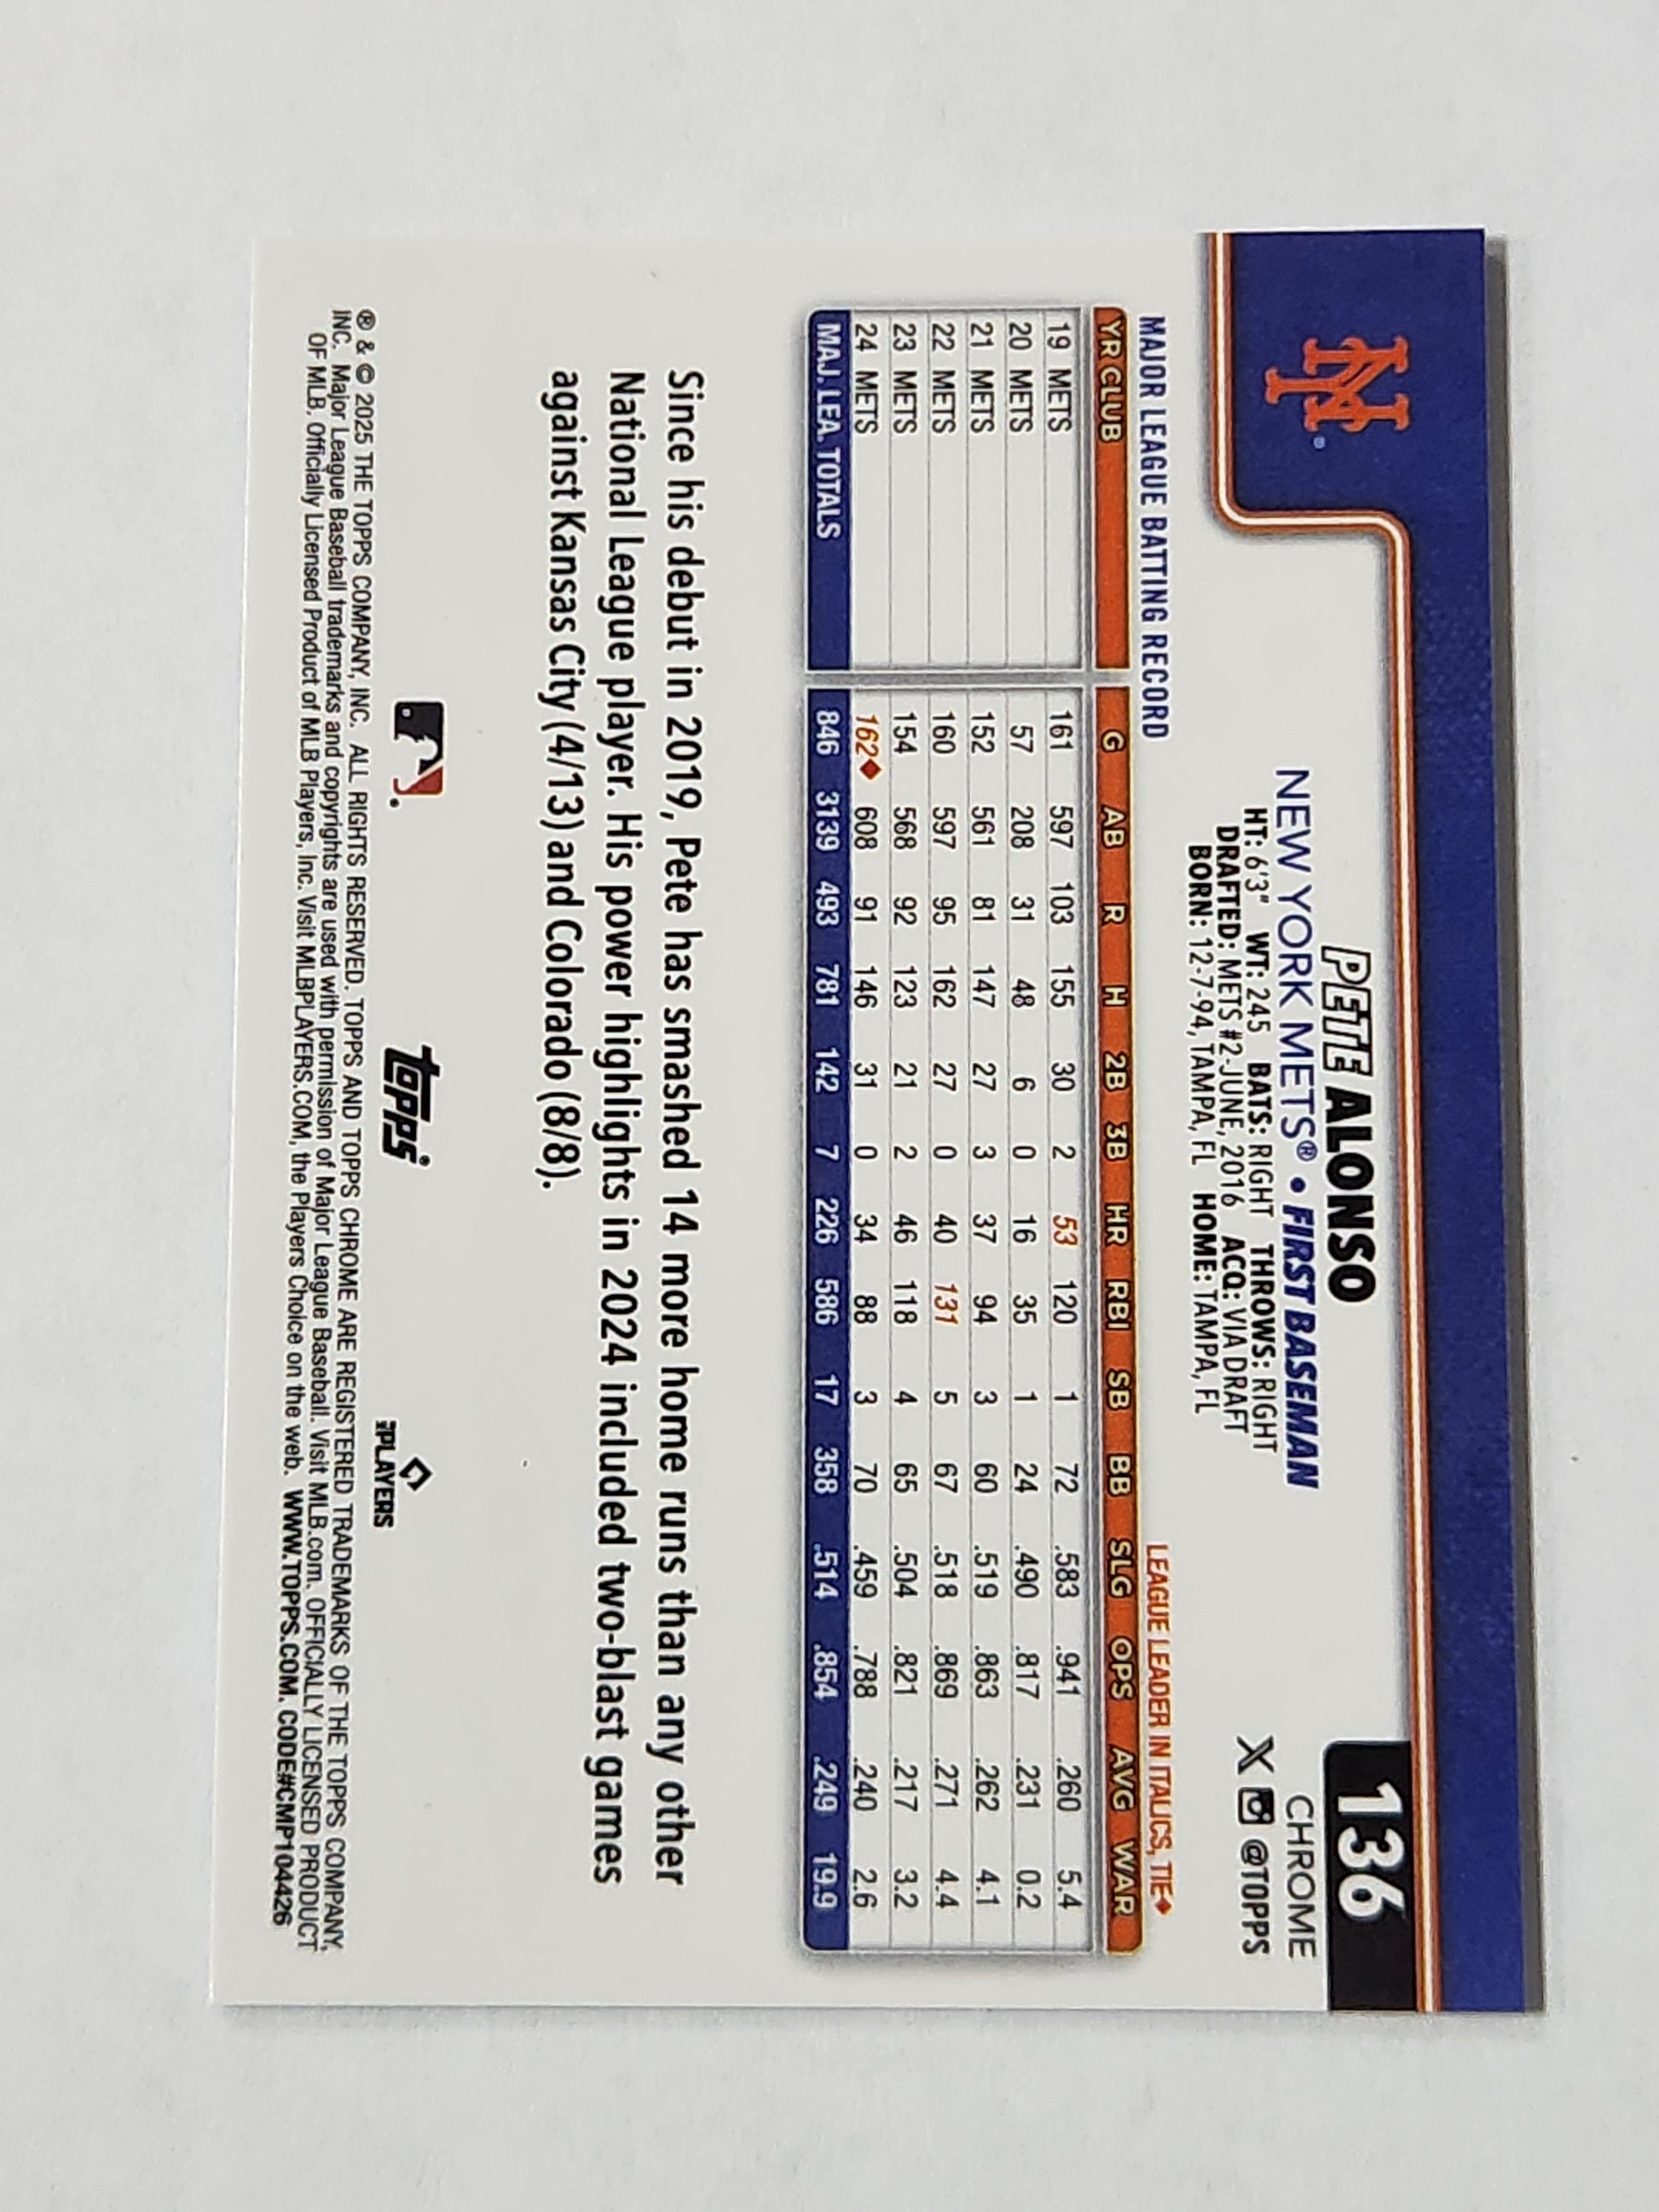 136
CHROME
X @TOPPS
NY
PETE ALONSO
NEW YORK METS® • FIRST BASEMAN
HT: 6'3" WT: 245 BATS: RIGHT THROWS: RIGHT
DRAFTED: METS #2-JUNE, 2016 ACQ: VIA DRAFT
BORN: 12-7-94, TAMPA, FL HOME: TAMPA, FL
MAJOR LEAGUE BATTING RECORD LEAGUE LEADER IN ITALICS, TIE♦
YR CLUB G AB R H 2B 3B HR RBI SB BB SLG OPS AVG WAR
19 METS 161 597 103 155 30 2 53 120 1 72 .583 .941 .260 5.4
20 METS 57 208 31 48 6 0 16 35 1 24 .490 .817 .231 0.2
21 METS 152 561 81 147 27 3 37 94 3 60 .519 .863 .262 4.1
22 METS 160 597 95 162 27 0 40 131 5 67 .518 .869 .271 4.4
23 METS 154 568 92 123 21 2 46 118 4 65 .504 .821 .217 3.2
24 METS 162♦ 608 91 146 31 0 34 88 3 70 .459 .788 .240 2.6
MAJ. LEA. TOTALS 846 3139 493 781 142 7 226 586 17 358 .514 .854 .249 19.9
Since his debut in 2019, Pete has smashed 14 more home runs than any other
National League player. His power highlights in 2024 included two-blast games
against Kansas City (4/13) and Colorado (8/8).
topps
PLAYERS
® & © 2025 THE TOPPS COMPANY, INC. ALL RIGHTS RESERVED. TOPPS AND TOPPS CHROME ARE REGISTERED TRADEMARKS OF THE TOPPS COMPANY,
INC. Major League Baseball trademarks and copyrights are used with permission of Major League Baseball. Visit MLB.com. OFFICIALLY LICENSED PRODUCT
OF MLB. Officially Licensed Product of MLB Players, Inc. Visit MLBPLAYERS.COM, the Players Choice on the web. WWW.TOPPS.COM. CODE#CMP104426